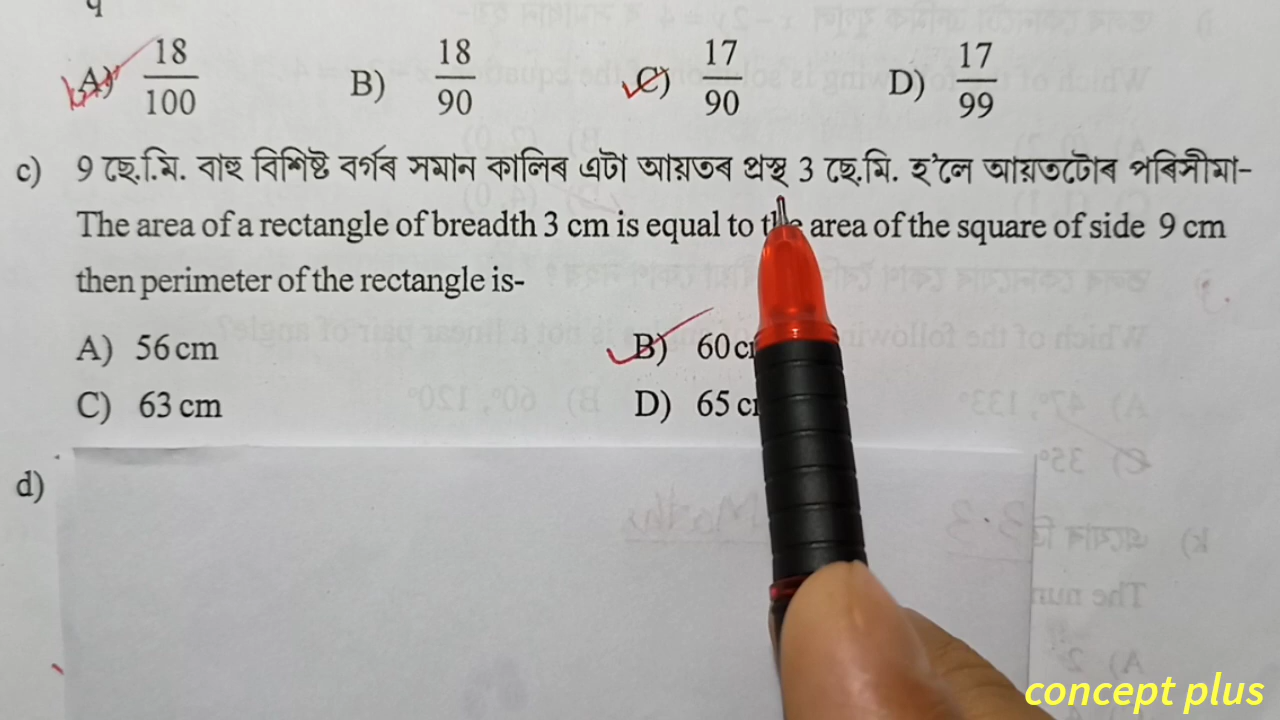 A) 18/100 B) 18/90 C) 17/90 D) 17/99
c) 9 ছে.মি. বাহু বিশিষ্ট বৰ্গৰ সমান কালিৰ এটা আয়তৰ প্ৰস্থ 3 ছে.মি. হ'লে আয়তটোৰ পৰিসীমা-
The area of a rectangle of breadth 3 cm is equal to the area of the square of side 9 cm
then perimeter of the rectangle is-
A) 56 cm B) 60 c
C) 63 cm D) 65 c
d)
concept plus